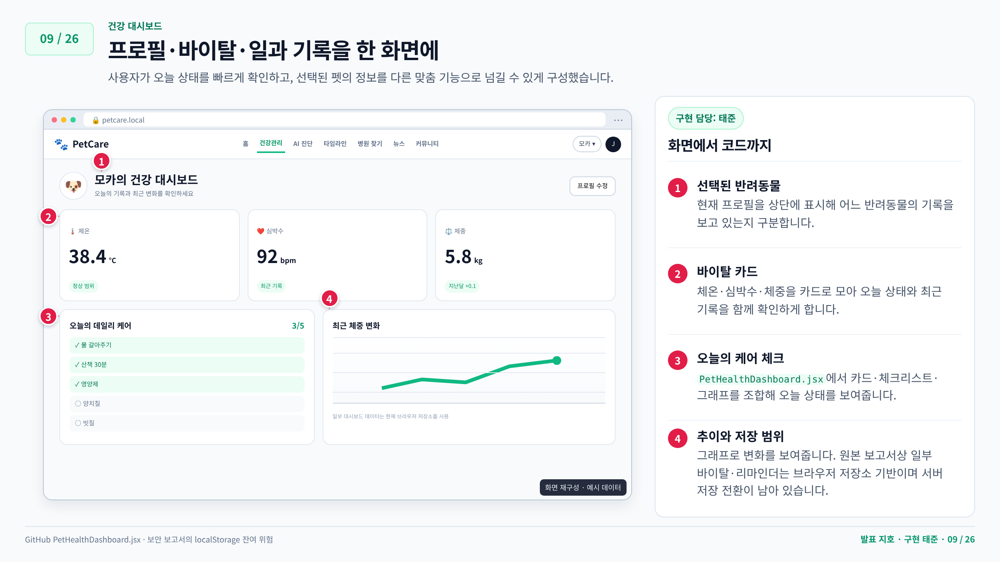 09 / 26
건강 대시보드
프로필·바이탈·일과 기록을 한 화면에
사용자가 오늘 상태를 빠르게 확인하고, 선택된 펫의 정보를 다른 맞춤 기능으로 넘길 수 있게 구성했습니다.
petcare.local
PetCare
홈 건강관리 AI 진단 타임라인 병원 찾기 뉴스 커뮤니티
모카 ▾ J
1
모카의 건강 대시보드
오늘의 기록과 최근 변화를 확인하세요
프로필 수정
2
체온
38.4 °C
정상 범위
심박수
92 bpm
최근 기록
체중
5.8 kg
지난달 +0.1
3
오늘의 데일리 케어 3/5
✓ 물 갈아주기
✓ 산책 30분
✓ 영양제
○ 양치질
○ 빗질
4
최근 체중 변화
일부 대시보드 데이터는 현재 브라우저 저장소를 사용
화면 재구성 · 예시 데이터
구현 담당: 태준
화면에서 코드까지
1 선택된 반려동물
현재 프로필을 상단에 표시해 어느 반려동물의 기록을
보고 있는지 구분합니다.
2 바이탈 카드
체온·심박수·체중을 카드로 모아 오늘 상태와 최근
기록을 함께 확인하게 합니다.
3 오늘의 케어 체크
PetHealthDashboard.jsx에서 카드·체크리스트·
그래프를 조합해 오늘 상태를 보여줍니다.
4 추이와 저장 범위
그래프로 변화를 보여줍니다. 원본 보고서상 일부
바이탈·리마인더는 브라우저 저장소 기반이며 서버
저장 전환이 남아 있습니다.
GitHub PetHealthDashboard.jsx · 보안 보고서의 localStorage 잔여 위험
발표 지호 · 구현 태준 · 09 / 26